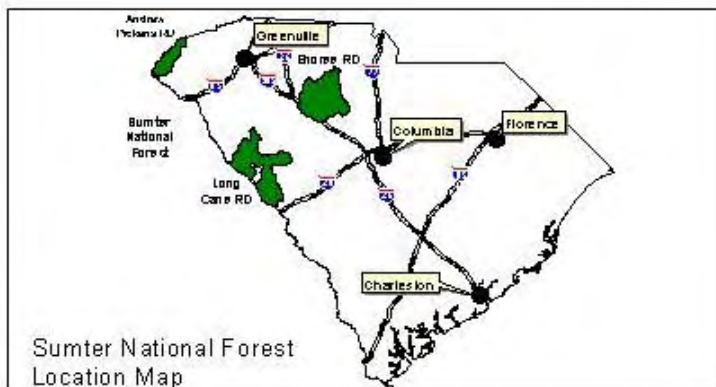 Andrew
Pickens RD
Greenville
Enoree RD
Sumter
National
Forest
Columbia
Florence
Long
Cane RD
Charleston
Sumter National Forest
Location Map